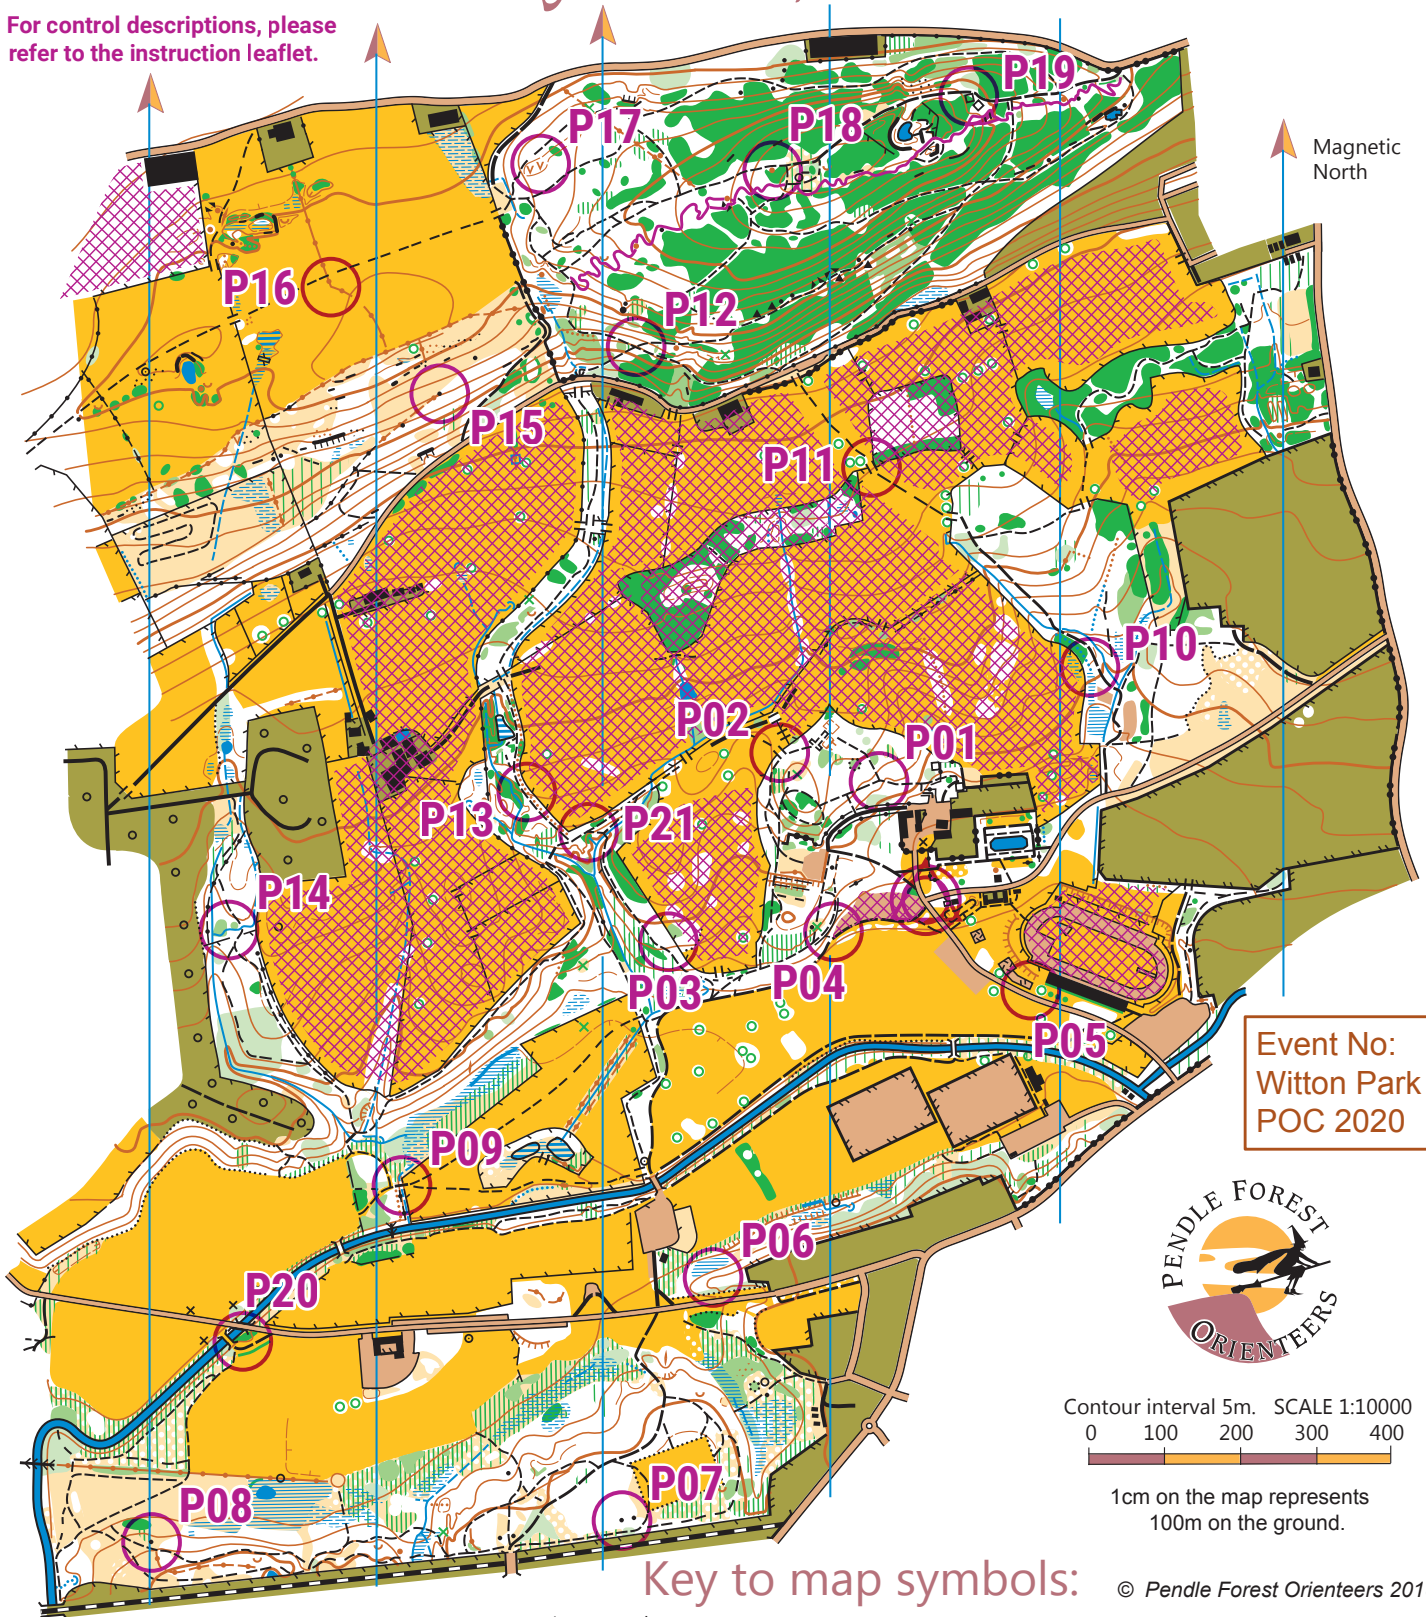 For control descriptions, please
refer to the instruction leaflet.
P19
P17
P18
Magnetic
North
P16
P12
P15
P11
P10
P02
P01
P13
P21
P14
P03
P04
P05
Event No:
Witton Park
POC 2020
P09
PENDLE FOREST
ORIENTEERS
P06
P20
Contour interval 5m. SCALE 1:10000
0 100 200 300 400
P07
P08
1cm on the map represents
100m on the ground.
Key to map symbols:
© Pendle Forest Orienteers 201